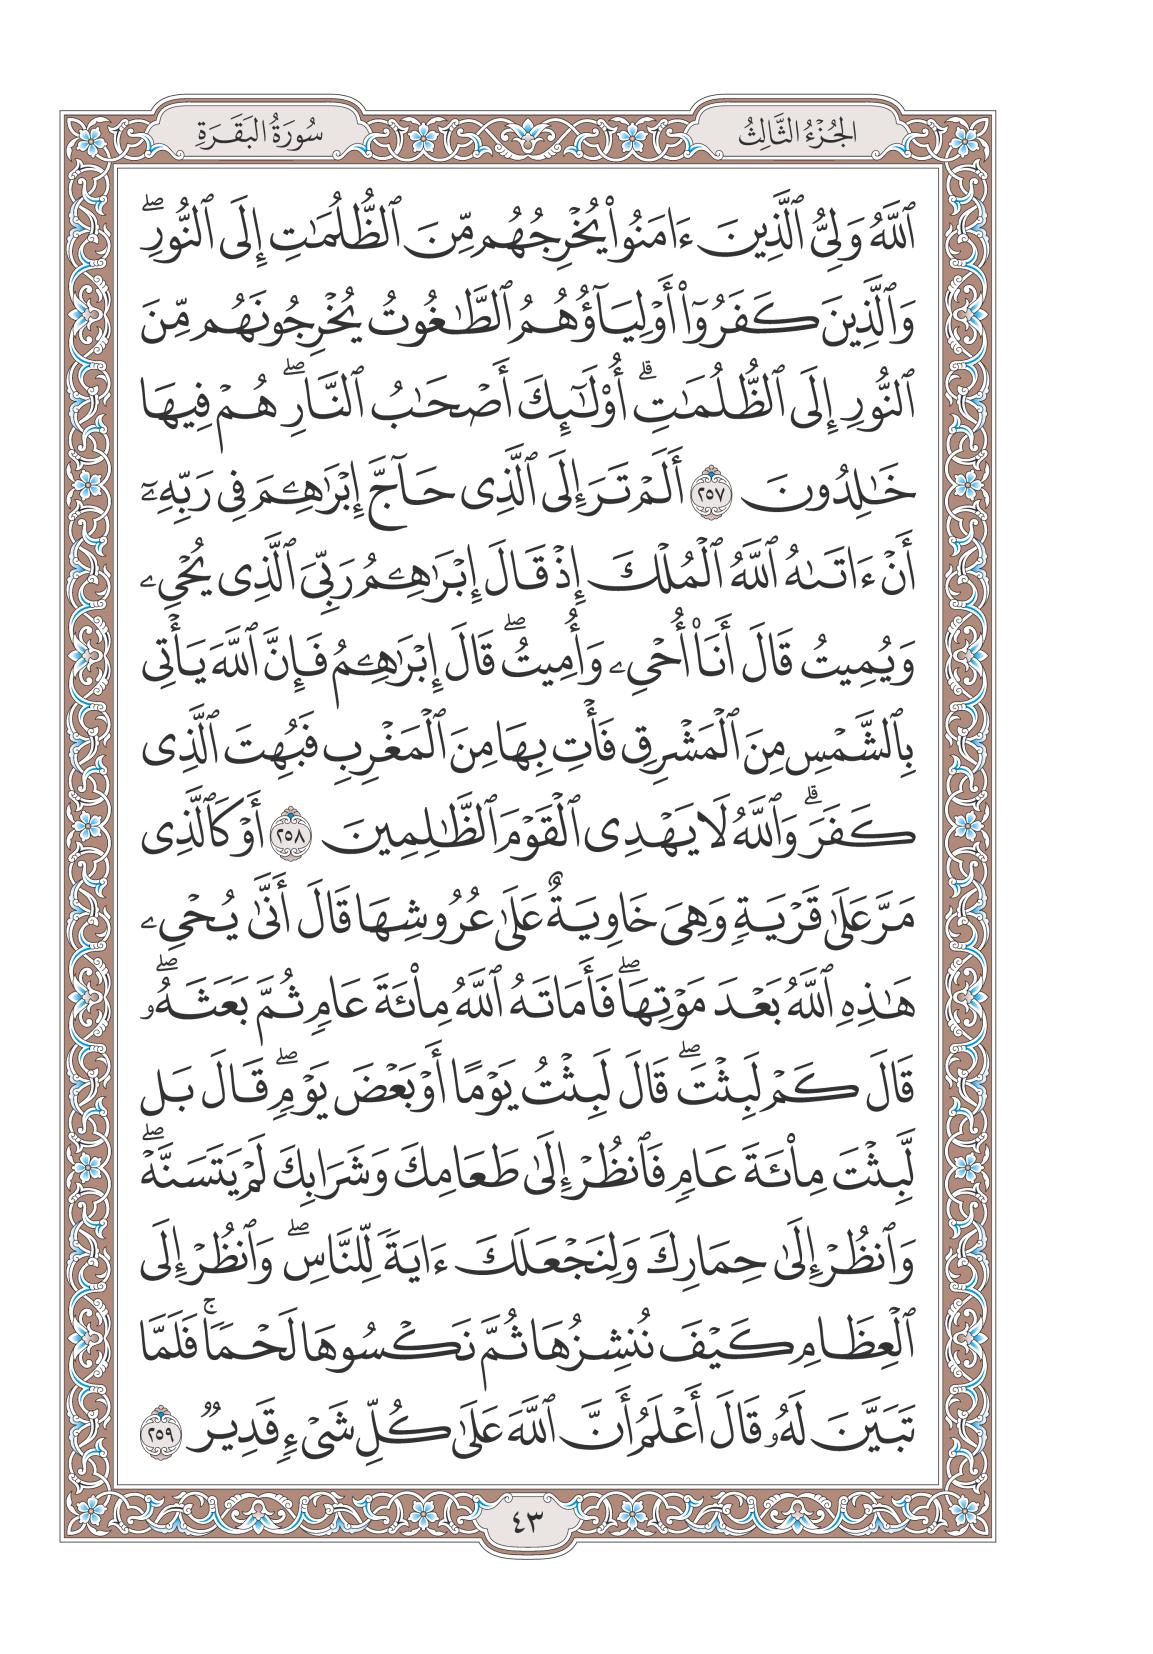 الجُزْءُ الثَّالِثُ
سُورَةُ البَقَرَةِ
ٱللَّهُ وَلِيُّ ٱلَّذِينَ ءَامَنُواْ يُخۡرِجُهُم مِّنَ ٱلظُّلُمَٰتِ إِلَى ٱلنُّورِۖ
وَٱلَّذِينَ كَفَرُوٓاْ أَوۡلِيَآؤُهُمُ ٱلطَّٰغُوتُ يُخۡرِجُونَهُم مِّنَ
ٱلنُّورِ إِلَى ٱلظُّلُمَٰتِۗ أُوْلَٰٓئِكَ أَصۡحَٰبُ ٱلنَّارِۖ هُمۡ فِيهَا
خَٰلِدُونَ ٢٥٧ أَلَمۡ تَرَ إِلَى ٱلَّذِي حَآجَّ إِبۡرَٰهِـۧمَ فِي رَبِّهِۦٓ
أَنۡ ءَاتَىٰهُ ٱللَّهُ ٱلۡمُلۡكَ إِذۡ قَالَ إِبۡرَٰهِـۧمُ رَبِّيَ ٱلَّذِي يُحۡيِۦ
وَيُمِيتُ قَالَ أَنَا۠ أُحۡيِۦ وَأُمِيتُۖ قَالَ إِبۡرَٰهِـۧمُ فَإِنَّ ٱللَّهَ يَأۡتِي
بِٱلشَّمۡسِ مِنَ ٱلۡمَشۡرِقِ فَأۡتِ بِهَا مِنَ ٱلۡمَغۡرِبِ فَبُهِتَ ٱلَّذِي
كَفَرَۗ وَٱللَّهُ لَا يَهۡدِي ٱلۡقَوۡمَ ٱلظَّٰلِمِينَ ٢٥٨ أَوۡ كَٱلَّذِي
مَرَّ عَلَىٰ قَرۡيَةٖ وَهِيَ خَاوِيَةٌ عَلَىٰ عُرُوشِهَا قَالَ أَنَّىٰ يُحۡيِۦ
هَٰذِهِ ٱللَّهُ بَعۡدَ مَوۡتِهَاۖ فَأَمَاتَهُ ٱللَّهُ مِاْئَةَ عَامٖ ثُمَّ بَعَثَهُۥۖ
قَالَ كَمۡ لَبِثۡتَۖ قَالَ لَبِثۡتُ يَوۡمًا أَوۡ بَعۡضَ يَوۡمٖۖ قَالَ بَل
لَّبِثۡتَ مِاْئَةَ عَامٖ فَٱنظُرۡ إِلَىٰ طَعَامِكَ وَشَرَابِكَ لَمۡ يَتَسَنَّهۡۖ
وَٱنظُرۡ إِلَىٰ حِمَارِكَ وَلِنَجۡعَلَكَ ءَايَةٗ لِّلنَّاسِۖ وَٱنظُرۡ إِلَى
ٱلۡعِظَامِ كَيۡفَ نُنشِزُهَا ثُمَّ نَكۡسُوهَا لَحۡمٗاۚ فَلَمَّا
تَبَيَّنَ لَهُۥ قَالَ أَعۡلَمُ أَنَّ ٱللَّهَ عَلَىٰ كُلِّ شَيۡءٖ قَدِيرٞ ٢٥٩
٤٣